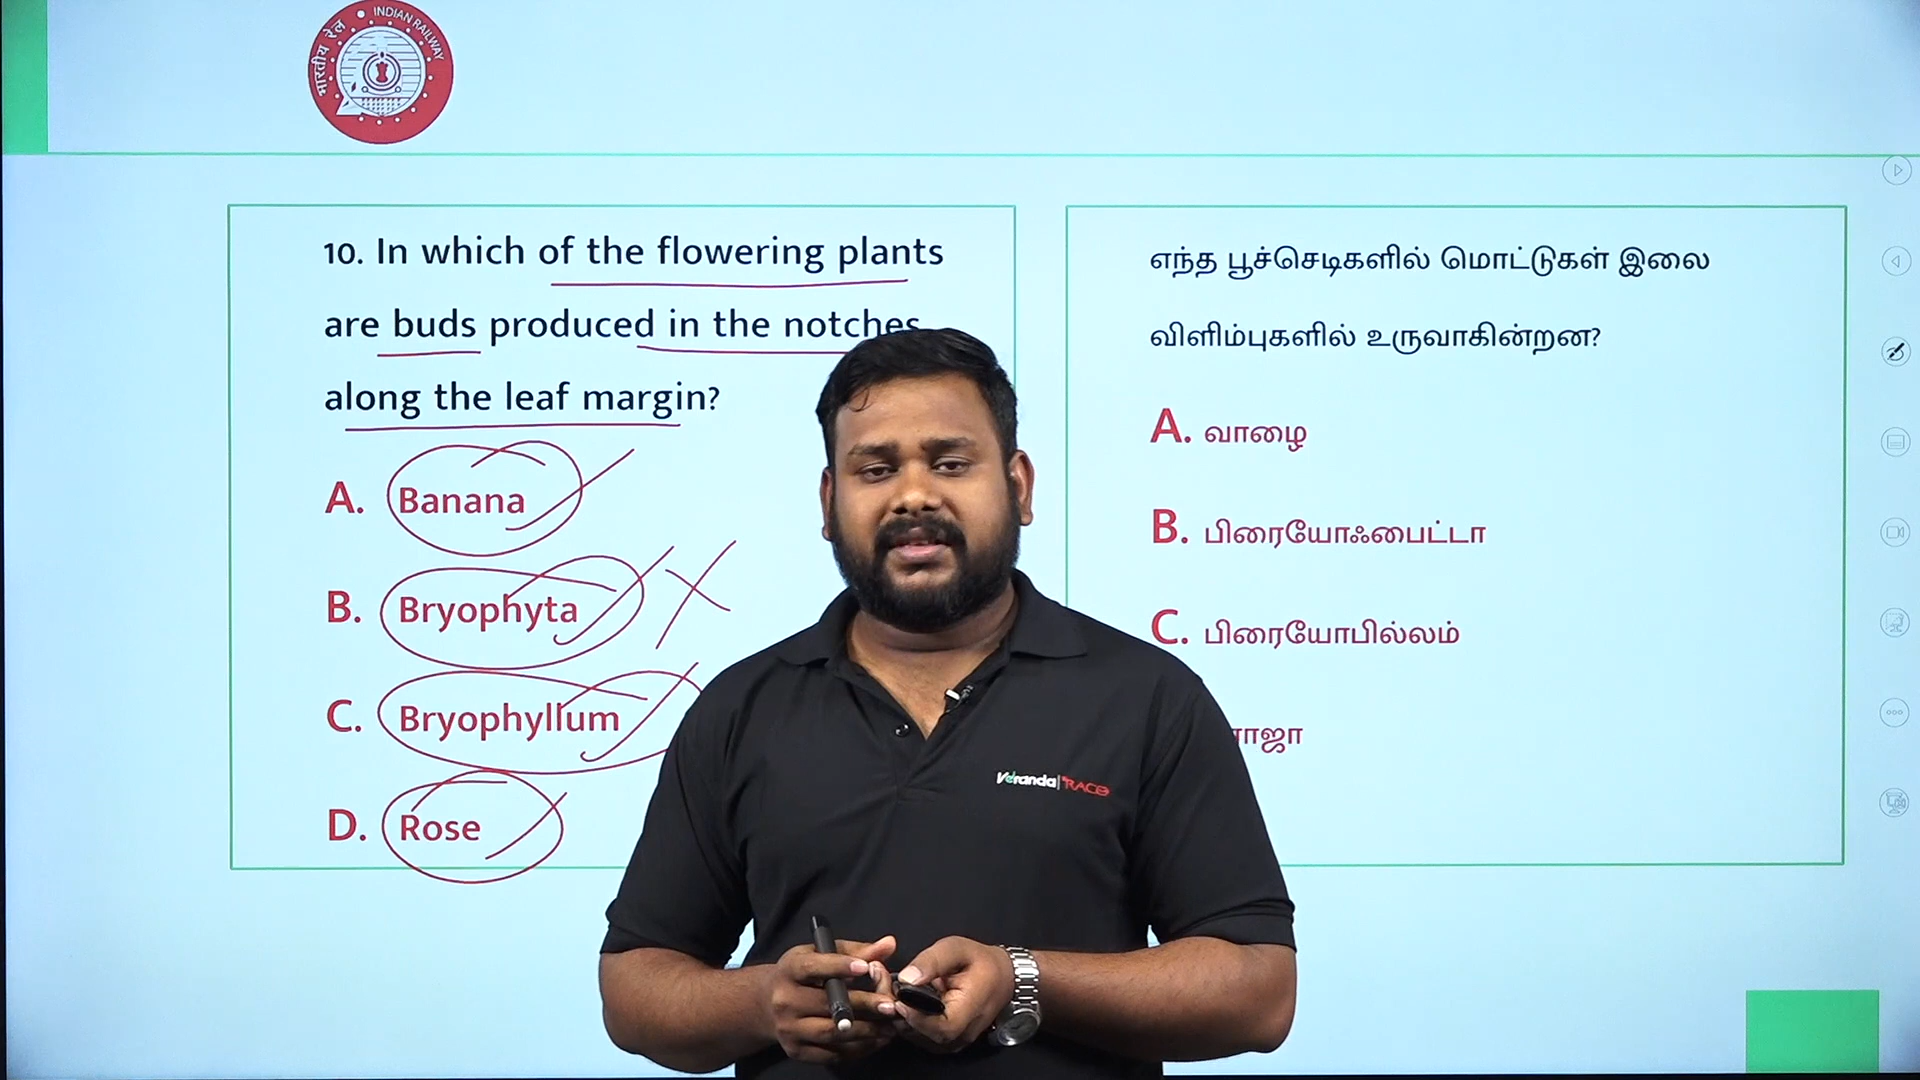 भारतीय रेल
INDIAN RAILWAY
10. In which of the flowering plants
are buds produced in the notches
along the leaf margin?
A. Banana
B. Bryophyta
C. Bryophyllum
D. Rose
எந்த பூச்செடிகளில் மொட்டுகள் இலை
விளிம்புகளில் உருவாகின்றன?
A. வாழை
B. பிரையோஃபைட்டா
C. பிரையோபில்லம்
Veranda RACE